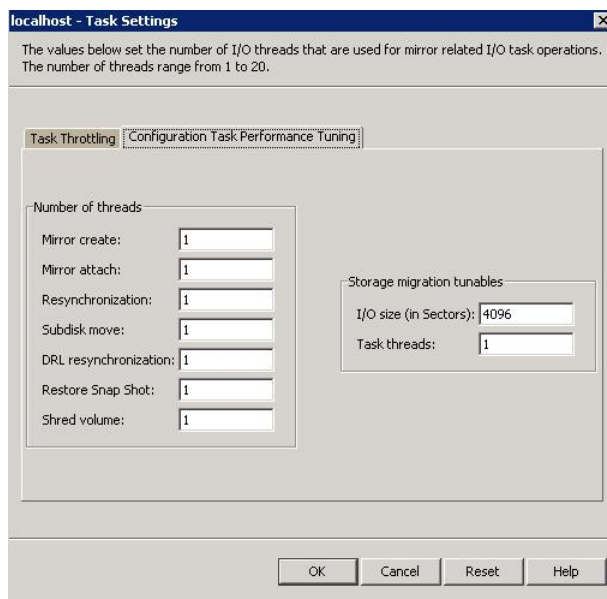 localhost - Task Settings
The values below set the number of I/O threads that are used for mirror related I/O task operations.
The number of threads range from 1 to 20.
Task Throttling
Configuration Task Performance Tuning
Number of threads
Mirror create: 1
Mirror attach: 1
Resynchronization: 1
Subdisk move: 1
DRL resynchronization: 1
Restore Snap Shot: 1
Shred volume: 1
Storage migration tunables
I/O size (in Sectors): 4096
Task threads: 1
OK
Cancel
Reset
Help